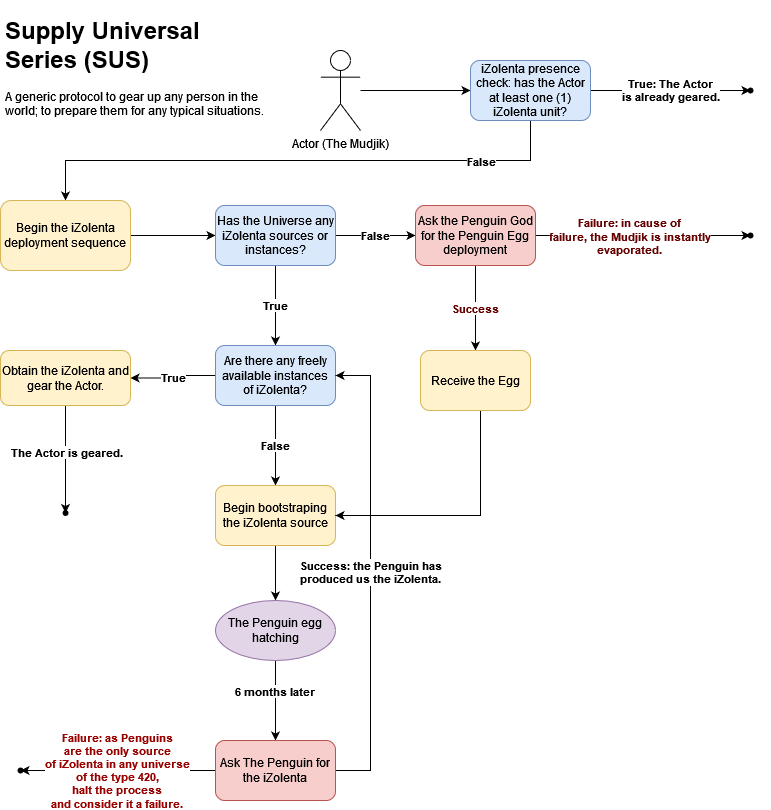 Supply Universal
Series (SUS)
A generic protocol to gear up any person in the
world; to prepare them for any typical situations.
Actor (The Mudjik)
iZolenta presence
check: has the Actor
at least one (1)
iZolenta unit?
True: The Actor
is already geared.
False
Begin the iZolenta
deployment sequence
Has the Universe any
iZolenta sources or
instances?
False
Ask the Penguin God
for the Penguin Egg
deployment
Failure: in cause of
failure, the Mudjik is instantly
evaporated.
True
Success
Obtain the iZolenta and
gear the Actor.
True
Are there any freely
available instances
of iZolenta?
Receive the Egg
The Actor is geared.
False
Begin bootstraping
the iZolenta source
Success: the Penguin has
produced us the iZolenta.
The Penguin egg
hatching
6 months later
Failure: as Penguins
are the only source
of iZolenta in any universe
of the type 420,
halt the process
and consider it a failure.
Ask The Penguin for
the iZolenta